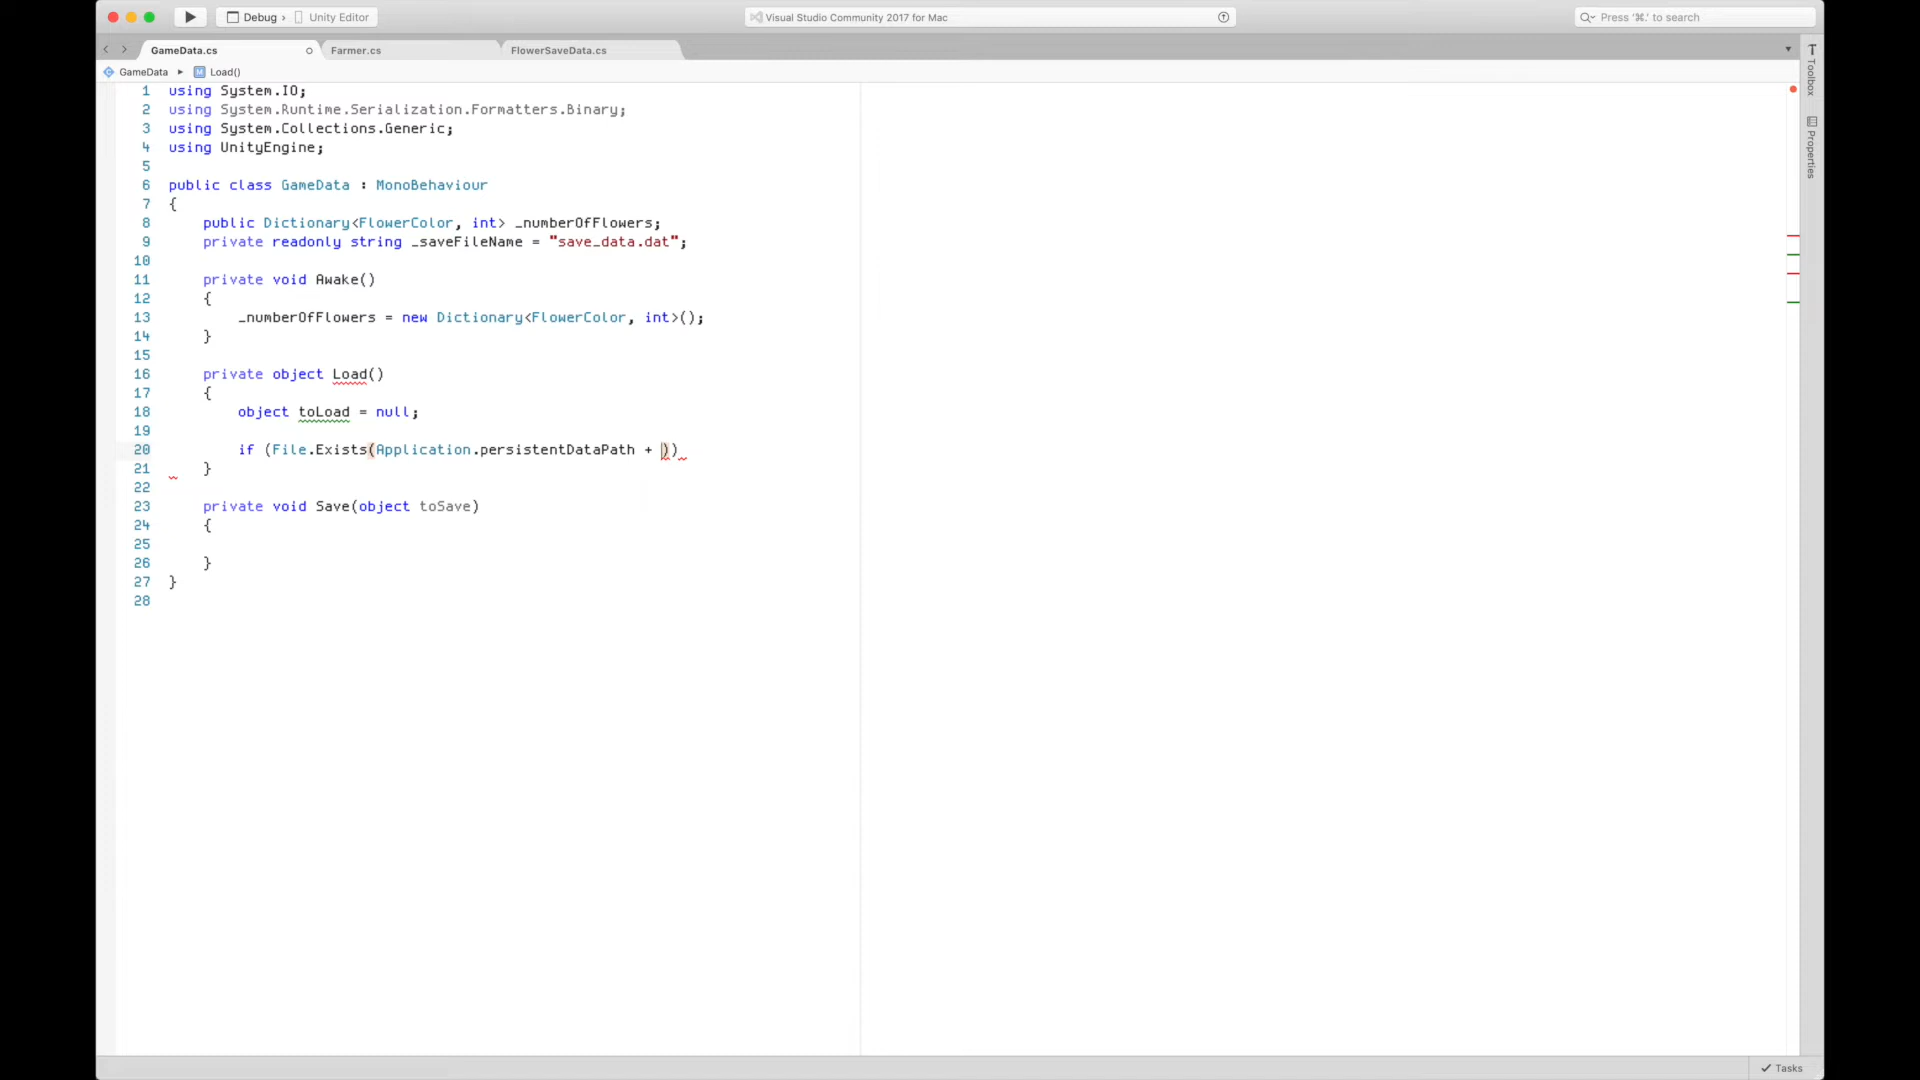 Debug › Unity Editor
Visual Studio Community 2017 for Mac
Press '⌘.' to search
GameData.cs
Farmer.cs
FlowerSaveData.cs
GameData ▸ M Load()
1 using System.IO;
2 using System.Runtime.Serialization.Formatters.Binary;
3 using System.Collections.Generic;
4 using UnityEngine;
5
6 public class GameData : MonoBehaviour
7 {
8 public Dictionary<FlowerColor, int> _numberOfFlowers;
9 private readonly string _saveFileName = "save_data.dat";
10
11 private void Awake()
12 {
13 _numberOfFlowers = new Dictionary<FlowerColor, int>();
14 }
15
16 private object Load()
17 {
18 object toLoad = null;
19
20 if (File.Exists(Application.persistentDataPath + ))
21 }
22
23 private void Save(object toSave)
24 {
25
26 }
27 }
28
Toolbox
Properties
Tasks